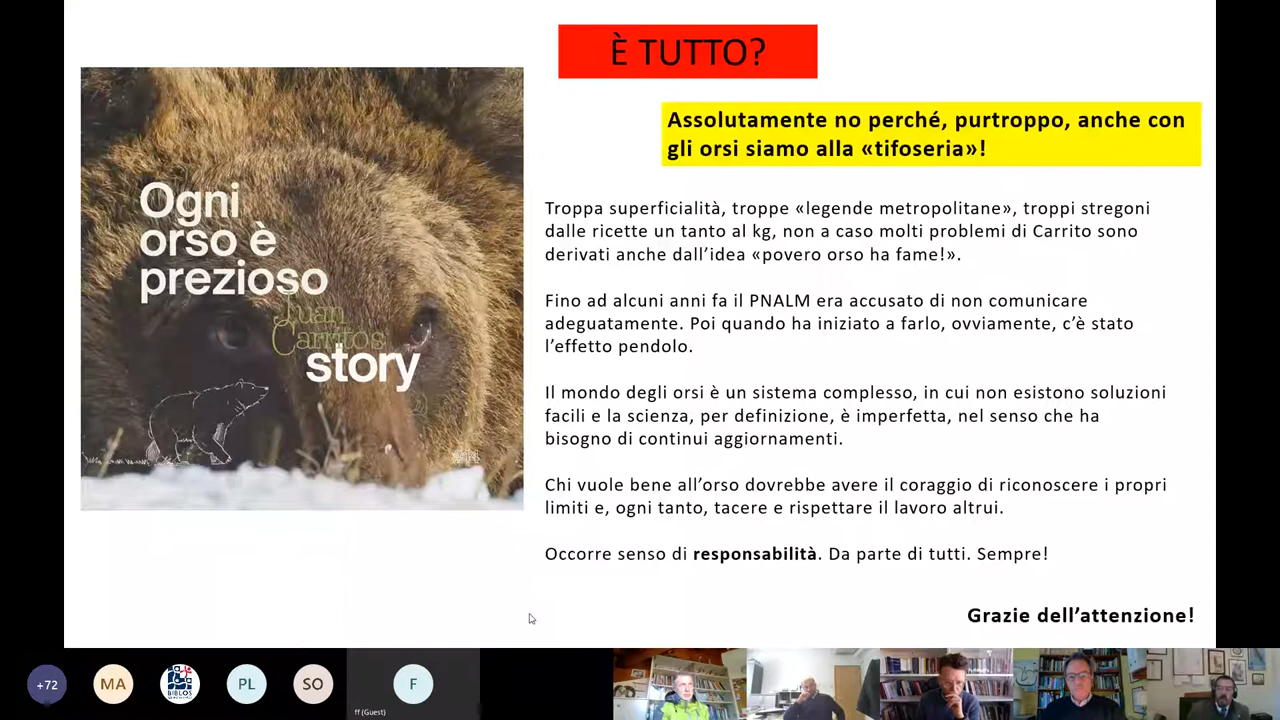 È TUTTO?
Assolutamente no perché, purtroppo, anche con
gli orsi siamo alla «tifoseria»!
Ogni
orso è
prezioso
Juan
Carrito's
story
Troppa superficialità, troppe «legende metropolitane», troppi stregoni
dalle ricette un tanto al kg, non a caso molti problemi di Carrito sono
derivati anche dall’idea «povero orso ha fame!».
Fino ad alcuni anni fa il PNALM era accusato di non comunicare
adeguatamente. Poi quando ha iniziato a farlo, ovviamente, c’è stato
l’effetto pendolo.
Il mondo degli orsi è un sistema complesso, in cui non esistono soluzioni
facili e la scienza, per definizione, è imperfetta, nel senso che ha
bisogno di continui aggiornamenti.
Chi vuole bene all’orso dovrebbe avere il coraggio di riconoscere i propri
limiti e, ogni tanto, tacere e rispettare il lavoro altrui.
Occorre senso di responsabilità. Da parte di tutti. Sempre!
Grazie dell’attenzione!
+72
MA
BIBLOS
PL
SO
F
ff (Guest)